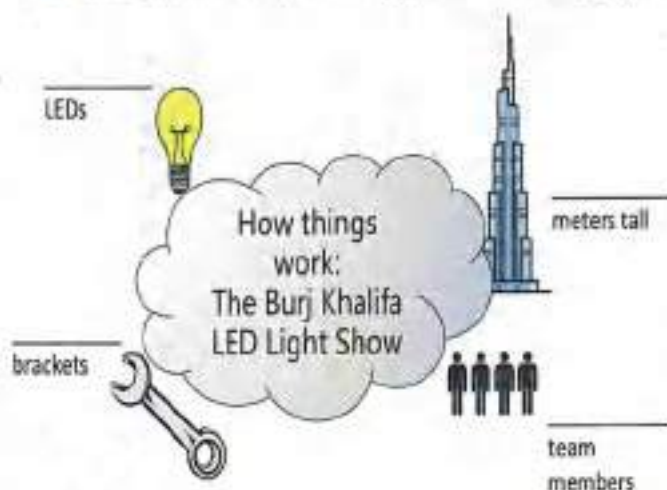 LEDs
How things
work:
The Burj Khalifa
LED Light Show
meters tall
brackets
team
members